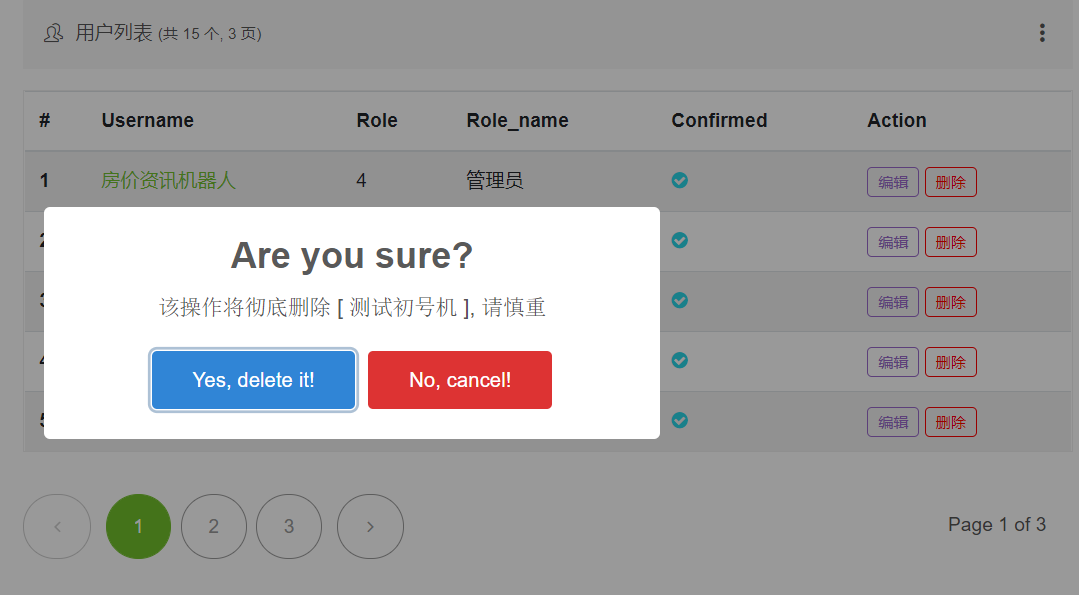 用户列表 (共 15 个, 3 页)
# Username Role Role_name Confirmed Action
1 房价资讯机器人 4 管理员 编辑 删除
编辑 删除
编辑 删除
编辑 删除
编辑 删除
Are you sure?
该操作将彻底删除 [ 测试初号机 ], 请慎重
Yes, delete it! No, cancel!
‹ 1 2 3 › Page 1 of 3